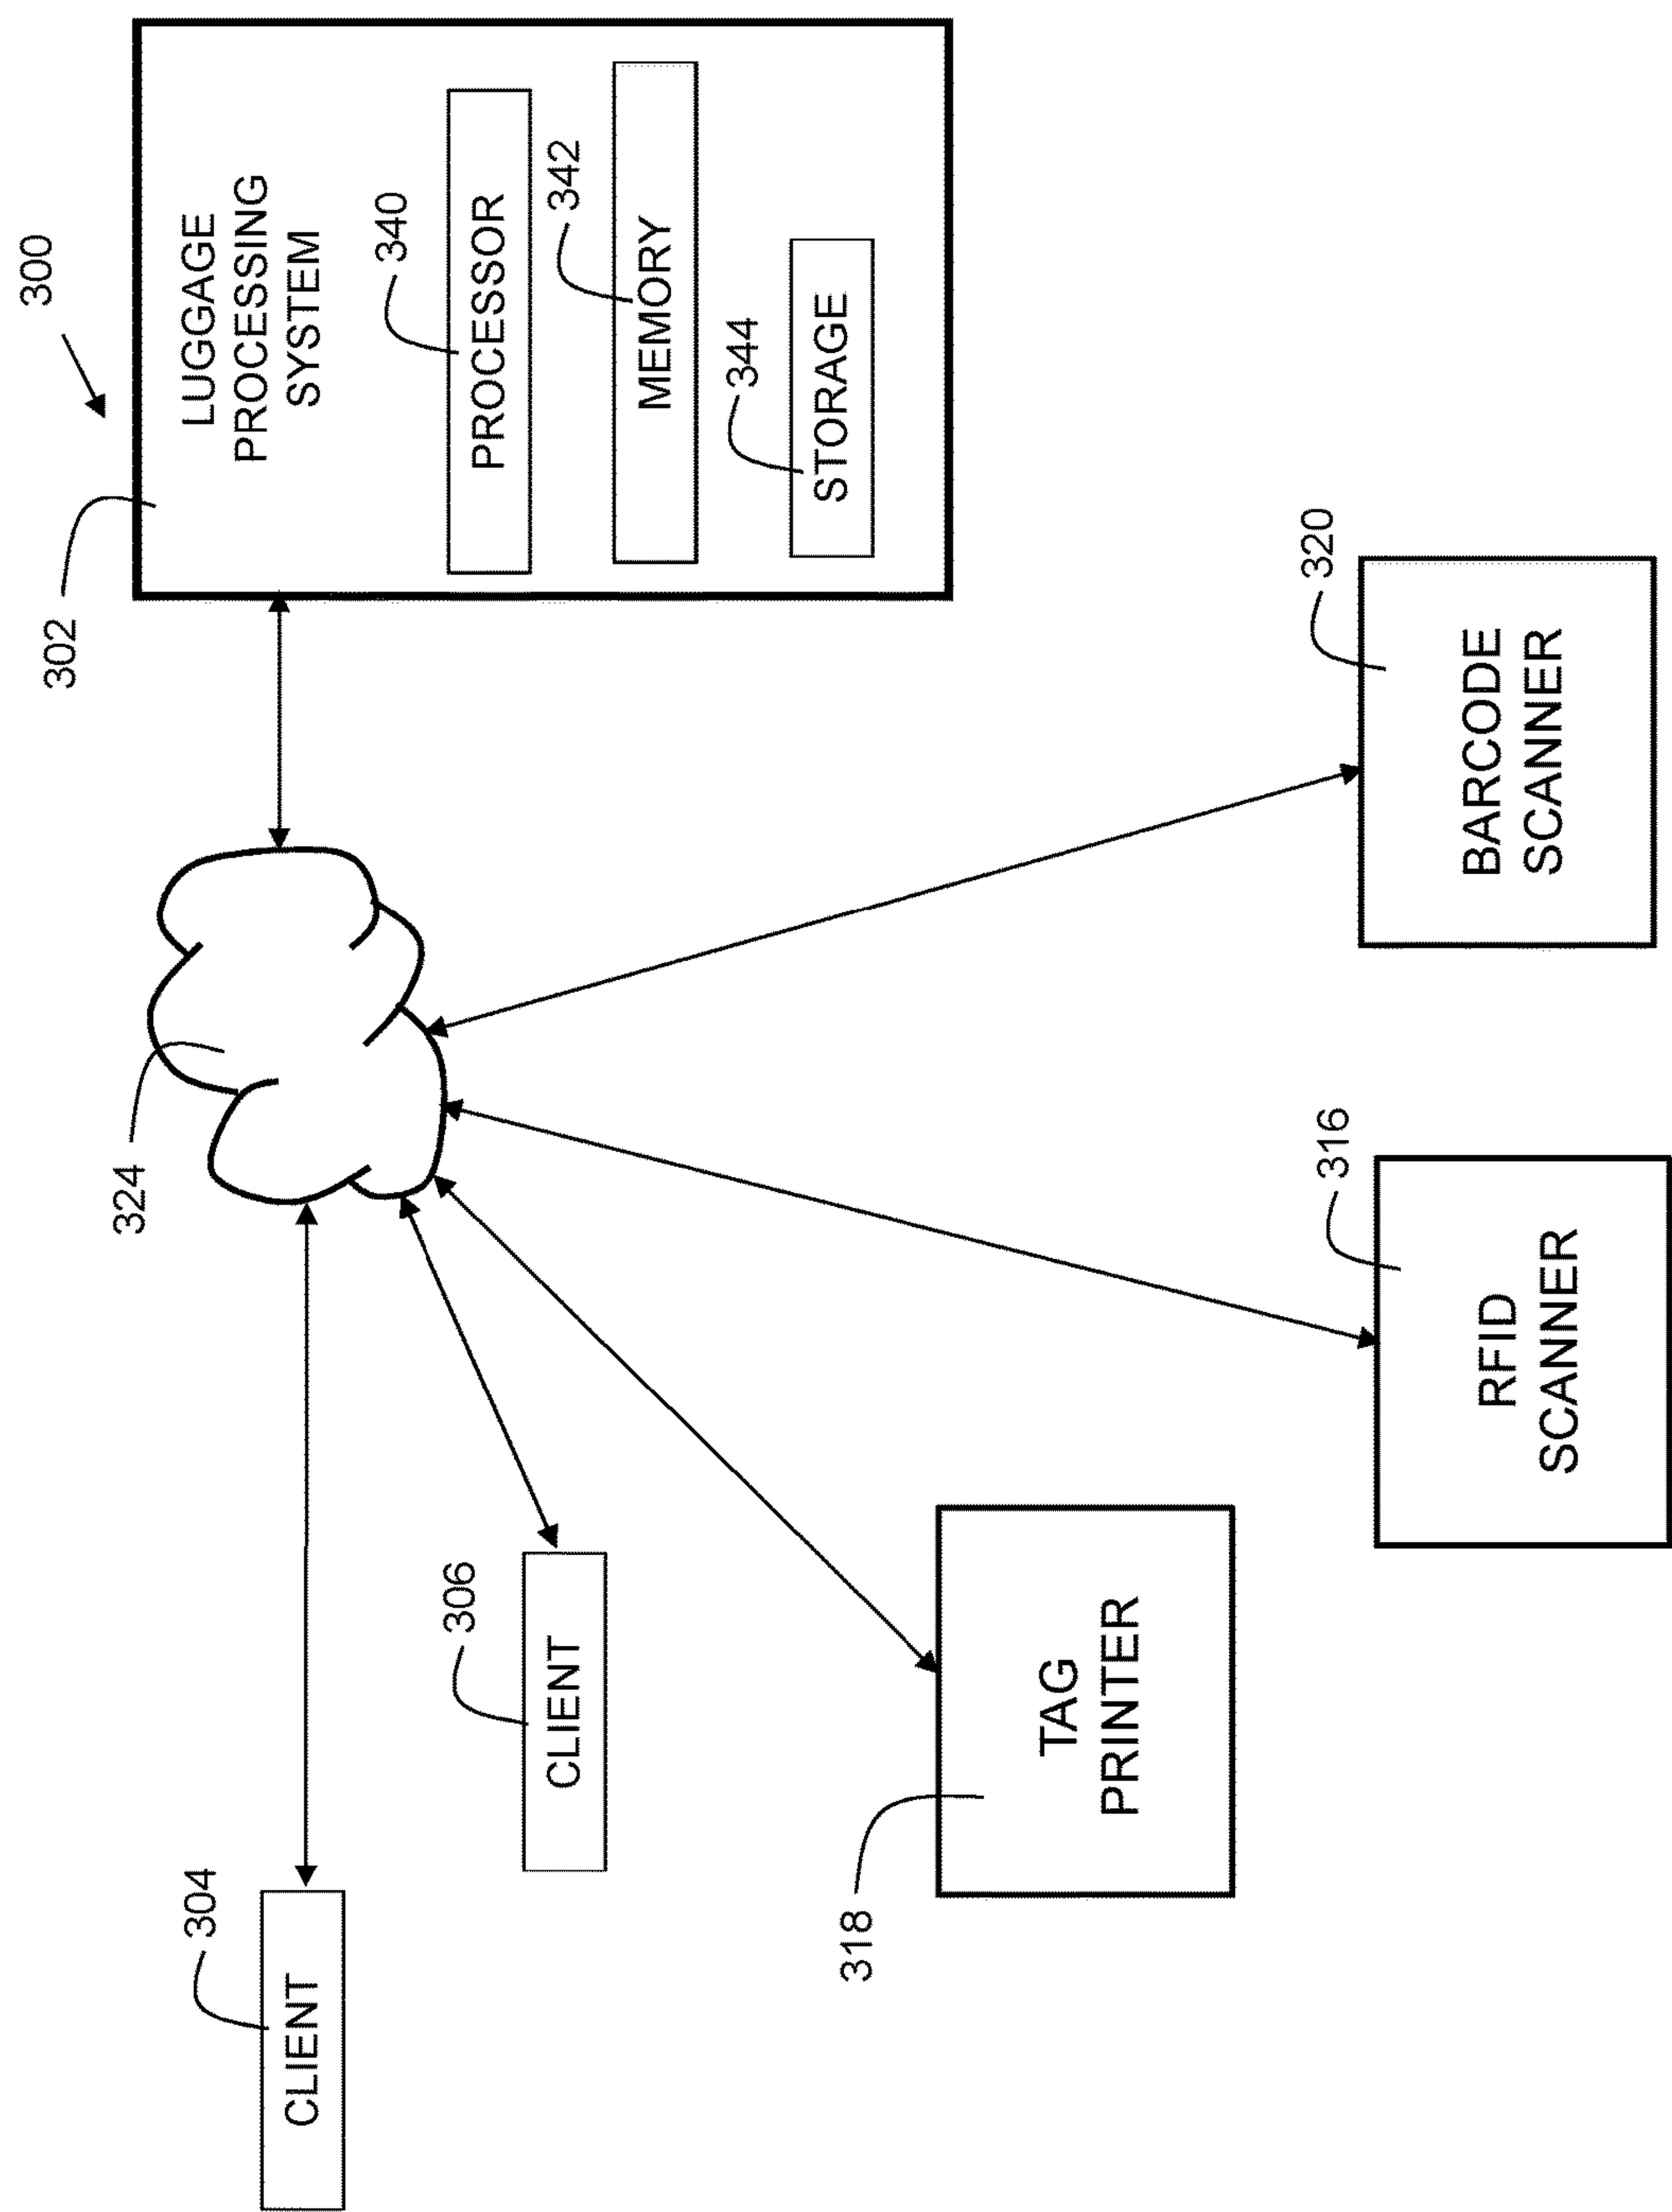 300
302
LUGGAGE
PROCESSING
SYSTEM
340
PROCESSOR
342
MEMORY
344
STORAGE
324
304
CLIENT
306
CLIENT
318
TAG
PRINTER
316
RFID
SCANNER
320
BARCODE
SCANNER